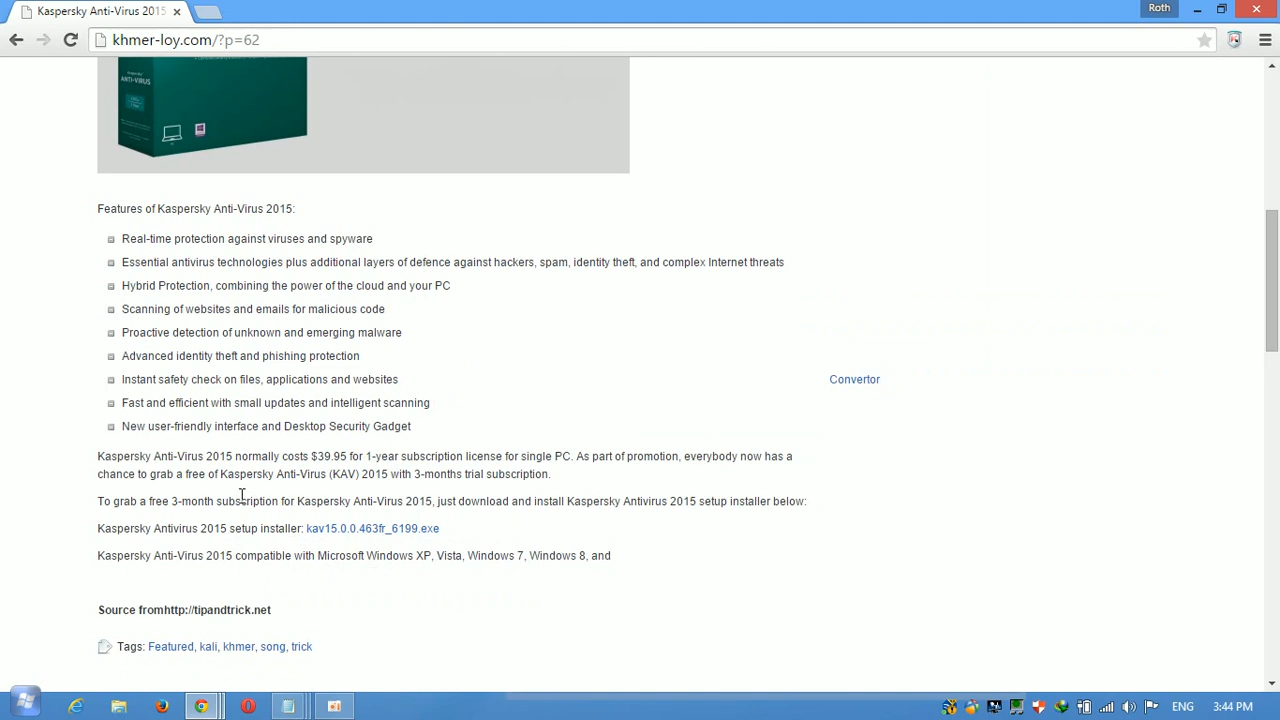 Kaspersky Anti-Virus 2015
Roth
khmer-loy.com/?p=62
ANTI-VIRUS
Features of Kaspersky Anti-Virus 2015:
Real-time protection against viruses and spyware
Essential antivirus technologies plus additional layers of defence against hackers, spam, identity theft, and complex Internet threats
Hybrid Protection, combining the power of the cloud and your PC
Scanning of websites and emails for malicious code
Proactive detection of unknown and emerging malware
Advanced identity theft and phishing protection
Instant safety check on files, applications and websites
Convertor
Fast and efficient with small updates and intelligent scanning
New user-friendly interface and Desktop Security Gadget
Kaspersky Anti-Virus 2015 normally costs $39.95 for 1-year subscription license for single PC. As part of promotion, everybody now has a
chance to grab a free of Kaspersky Anti-Virus (KAV) 2015 with 3-months trial subscription.
To grab a free 3-month subscription for Kaspersky Anti-Virus 2015, just download and install Kaspersky Antivirus 2015 setup installer below:
Kaspersky Antivirus 2015 setup installer: kav15.0.0.463fr_6199.exe
Kaspersky Anti-Virus 2015 compatible with Microsoft Windows XP, Vista, Windows 7, Windows 8, and
Source fromhttp://tipandtrick.net
Tags: Featured, kali, khmer, song, trick
ENG
3:44 PM